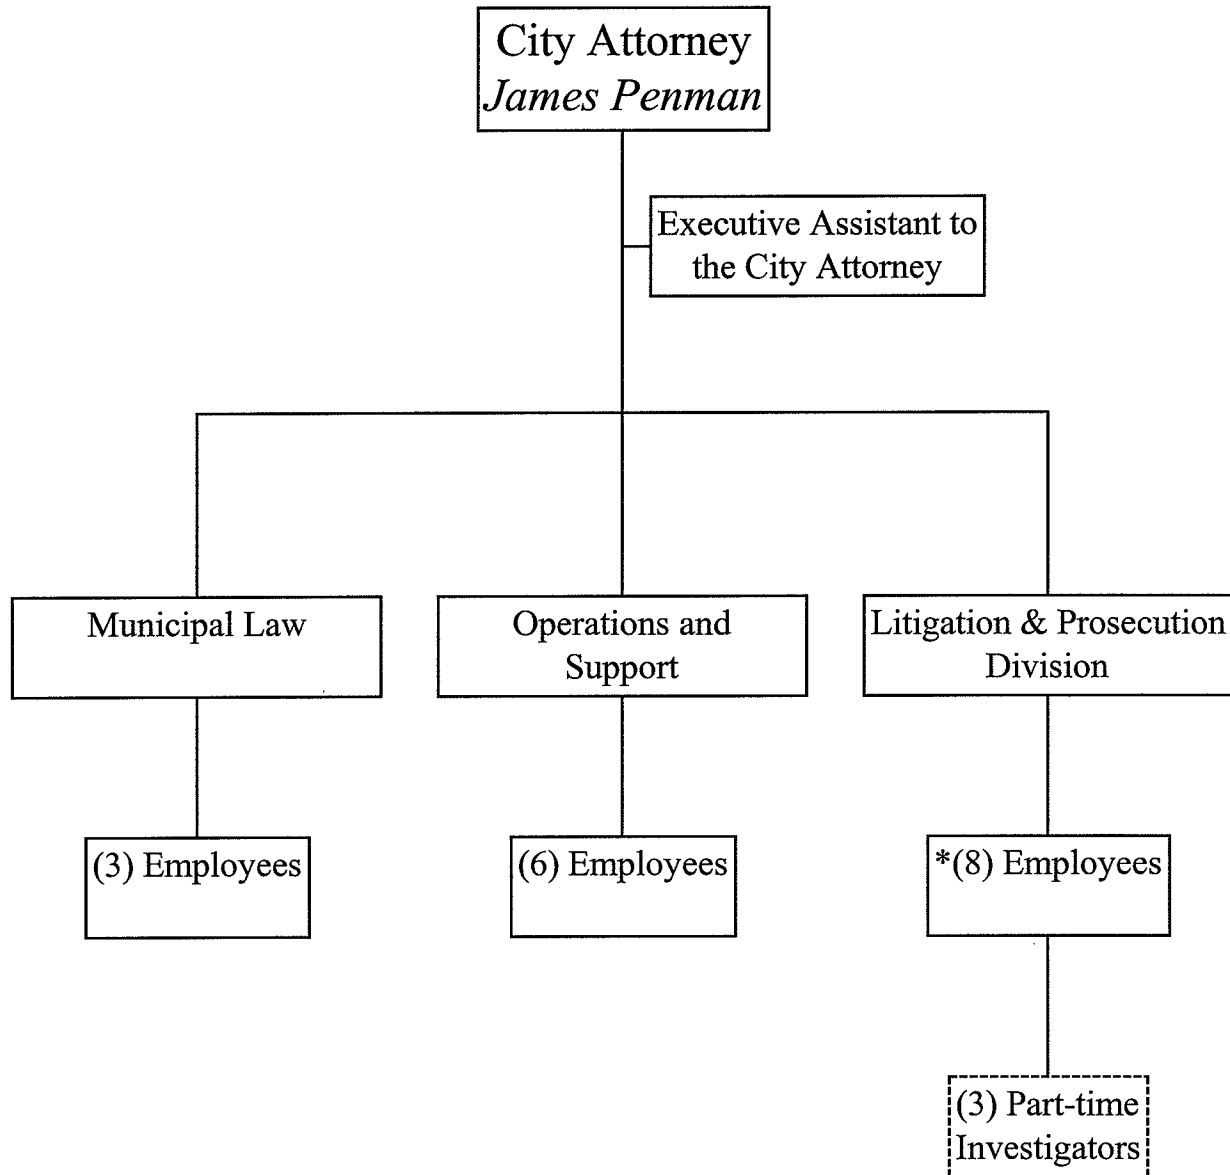 City Attorney
James Penman
Executive Assistant to
the City Attorney
Municipal Law
Operations and
Support
Litigation & Prosecution
Division
(3) Employees
(6) Employees
*(8) Employees
(3) Part-time
Investigators